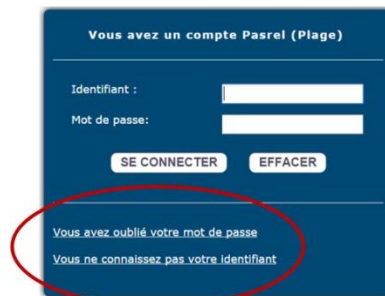 Vous avez un compte Pasrel (Plage)
Identifiant :
Mot de passe:
SE CONNECTER EFFACER
Vous avez oublié votre mot de passe
Vous ne connaissez pas votre identifiant